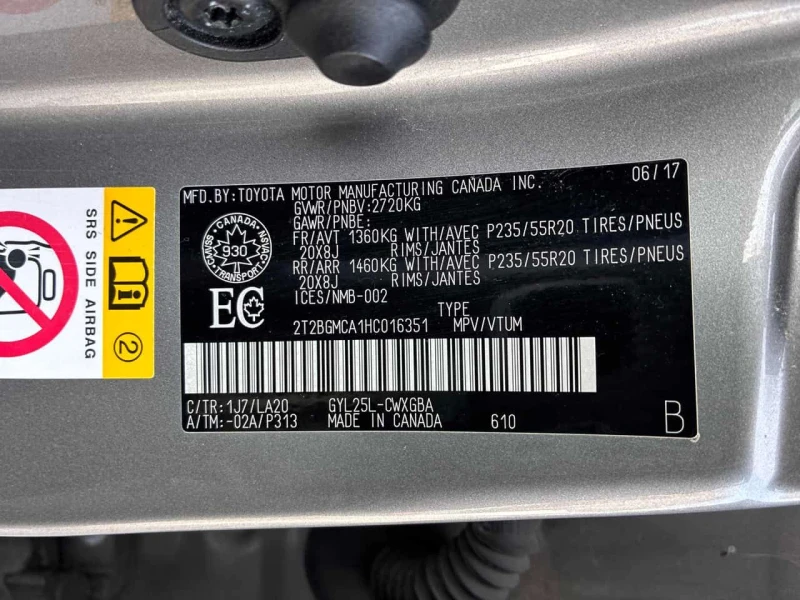 06/17
MFD.BY:TOYOTA MOTOR MANUFACTURING CANADA INC.
GVWR/PNBV:2720KG
GAWR/PNBE:
FR/AVT 1360KG WITH/AVEC P235/55R20 TIRES/PNEUS
20X8J RIMS/JANTES
RR/ARR 1460KG WITH/AVEC P235/55R20 TIRES/PNEUS
20X8J RIMS/JANTES
ICES/NMB-002
TYPE
2T2BGMCA1HC016351 MPV/VTUM
CANADA
930
TRANSPORT
EC
C/TR:1J7/LA20 GYL25L-CWXGBA
A/TM:-02A/P313 MADE IN CANADA 610
B
SRS SIDE AIRBAG
2